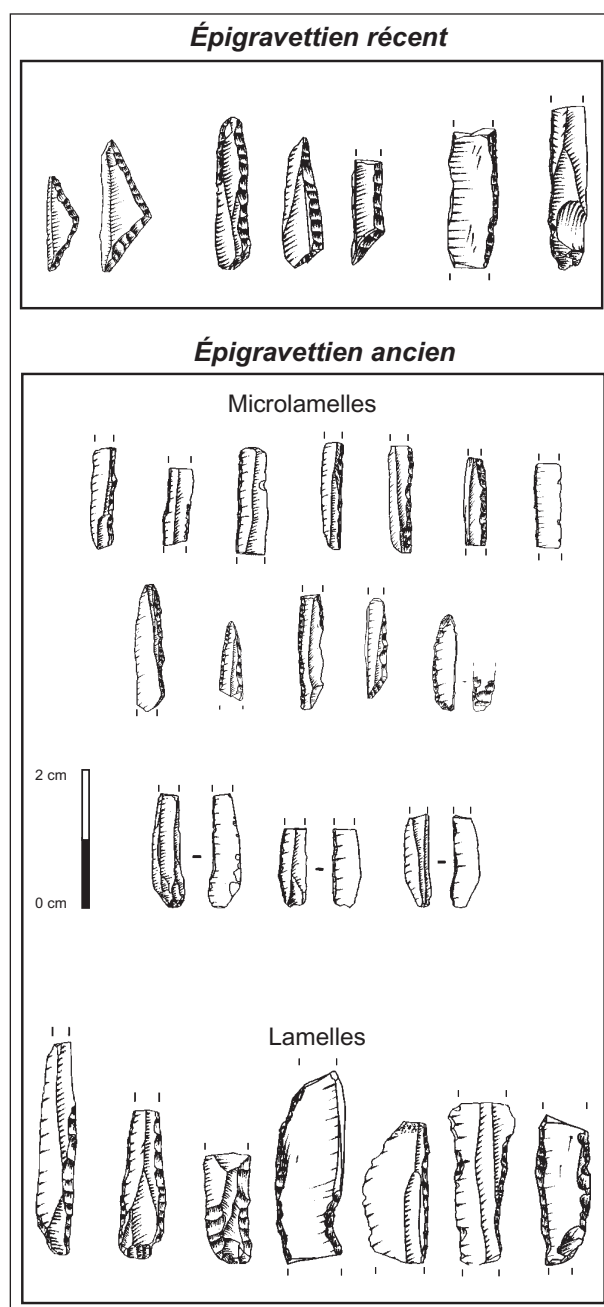 Épigravettien récent
Épigravettien ancien
Microlamelles
2 cm
0 cm
Lamelles